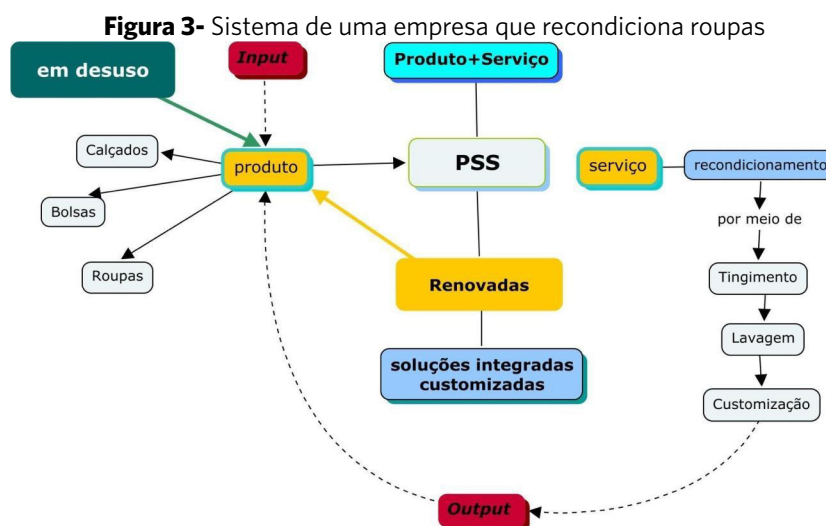 Figura 3- Sistema de uma empresa que recondiciona roupas
em desuso
Input
Produto+Serviço
Calçados
produto
PSS
serviço
recondicionamento
Bolsas
por meio de
Roupas
Renovadas
Tingimento
Lavagem
soluções integradas
customizadas
Customização
Output